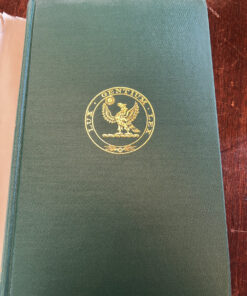 LUX · GENTIUM · LEX